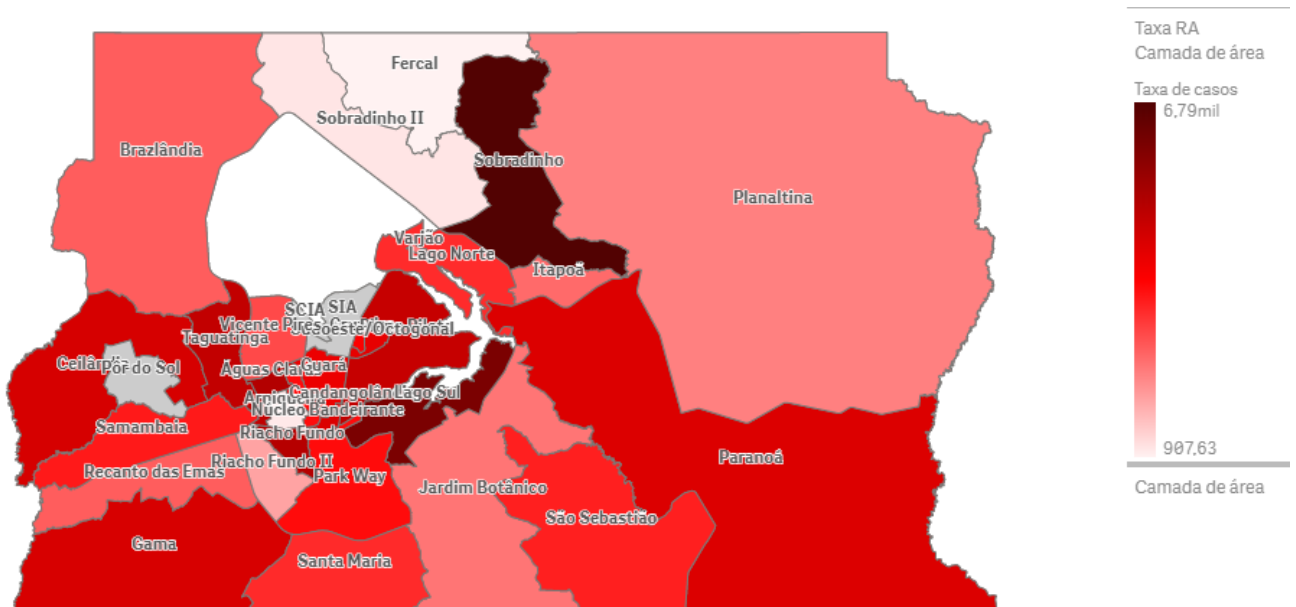 Fercal
Sobradinho II
Brazlândia
Sobradinho
Planaltina
Varjão
Lago Norte
Itapoã
SCIA
SIA
Vicente Pires
Octogonal
Taguatinga
Pôr do Sol
Águas Claras
Guará
Candangolândia
Lago Sul
Arniqueira
Núcleo Bandeirante
Samambaia
Riacho Fundo
Recanto das Emas
Riacho Fundo II
Park Way
Jardim Botânico
Paranoá
São Sebastião
Gama
Santa Maria
Taxa RA
Camada de área
Taxa de casos
6,79mil
907,63
Camada de área